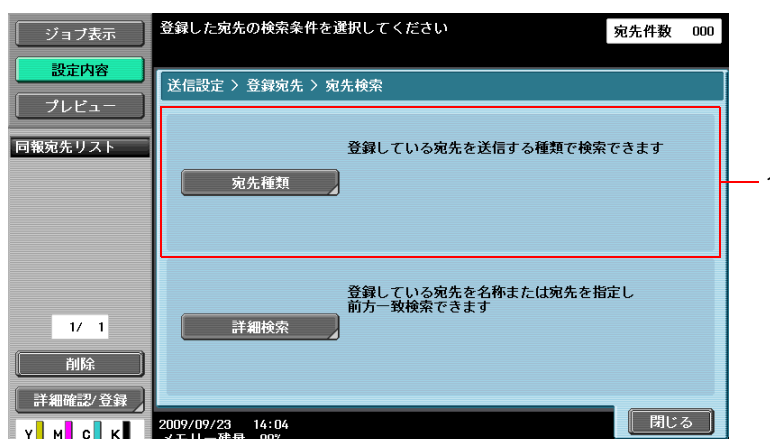 ジョブ表示
設定内容
プレビュー
同報宛先リスト
1/ 1
削除
詳細確認/登録
Y M C K
登録した宛先の検索条件を選択してください
宛先件数 000
送信設定 > 登録宛先 > 宛先検索
登録している宛先を送信する種類で検索できます
宛先種類
登録している宛先を名称または宛先を指定し
前方一致検索できます
詳細検索
閉じる
2009/09/23 14:04
メモリー残量 99%